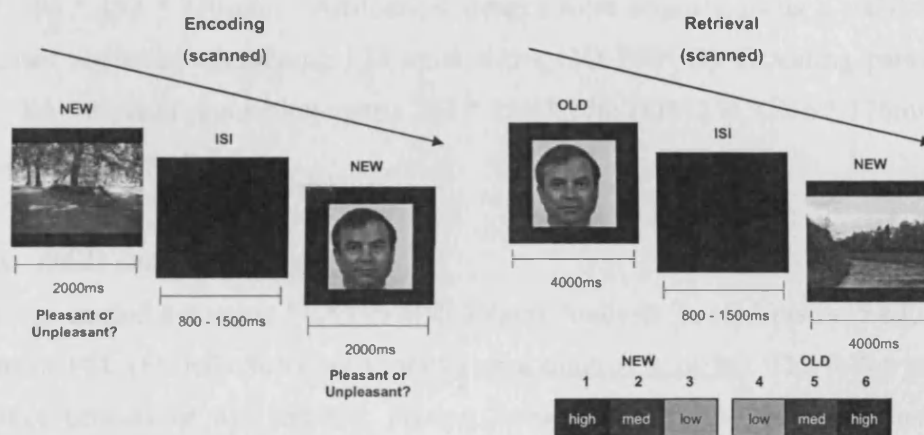 Encoding
(scanned)
NEW
ISI
2000ms
Pleasant or
Unpleasant?
800 - 1500ms
NEW
2000ms
Pleasant or
Unpleasant?
Retrieval
(scanned)
OLD
ISI
NEW
4000ms
800 - 1500ms
4000ms
NEW
OLD
1 2 3 4 5 6
high med low low med high